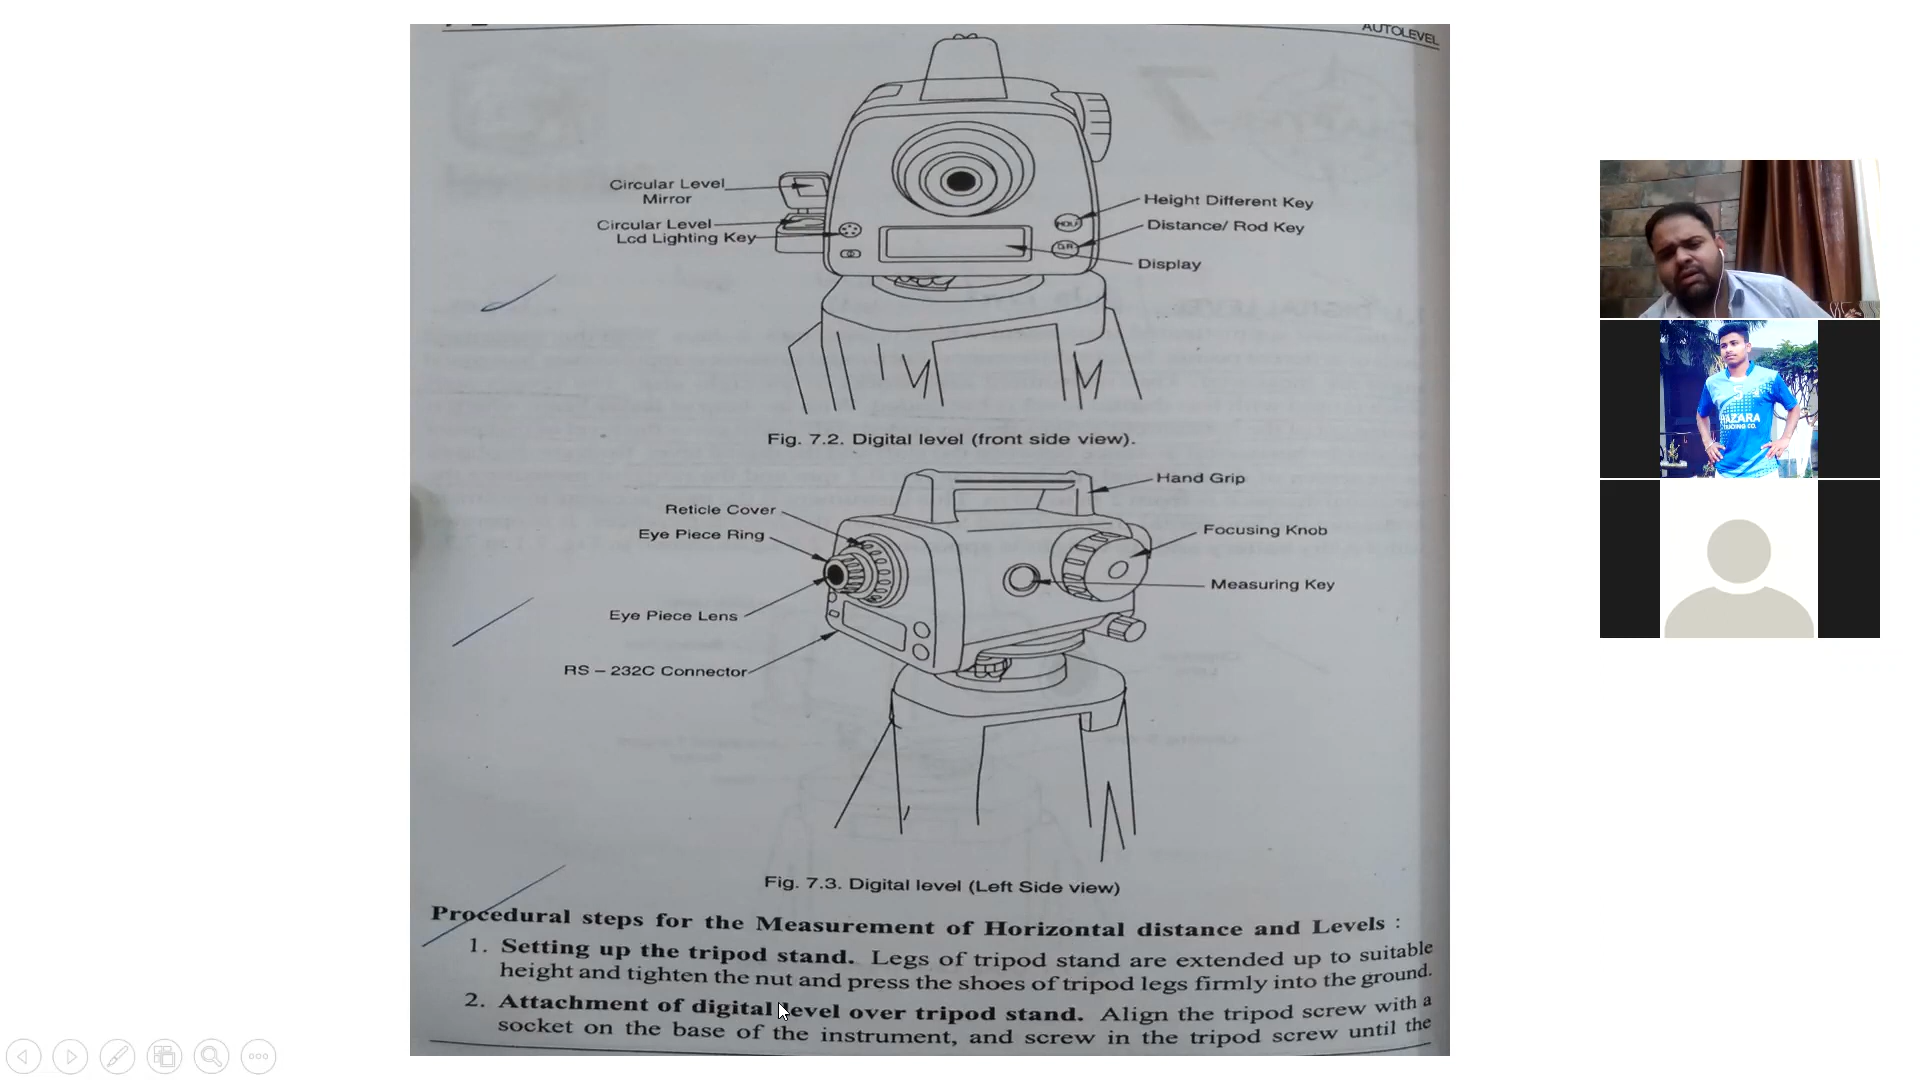 AUTOLEVEL
Circular Level
Mirror
Circular Level
Lcd Lighting Key
Height Different Key
Distance/ Rod Key
Display
Fig. 7.2. Digital level (front side view).
Hand Grip
Reticle Cover
Eye Piece Ring
Focusing Knob
Measuring Key
Eye Piece Lens
RS – 232C Connector
Fig. 7.3. Digital level (Left Side view)
Procedural steps for the Measurement of Horizontal distance and Levels :
1. Setting up the tripod stand. Legs of tripod stand are extended up to suitable
height and tighten the nut and press the shoes of tripod legs firmly into the ground.
2. Attachment of digital level over tripod stand. Align the tripod screw with a
socket on the base of the instrument, and screw in the tripod screw until the
HAZARA